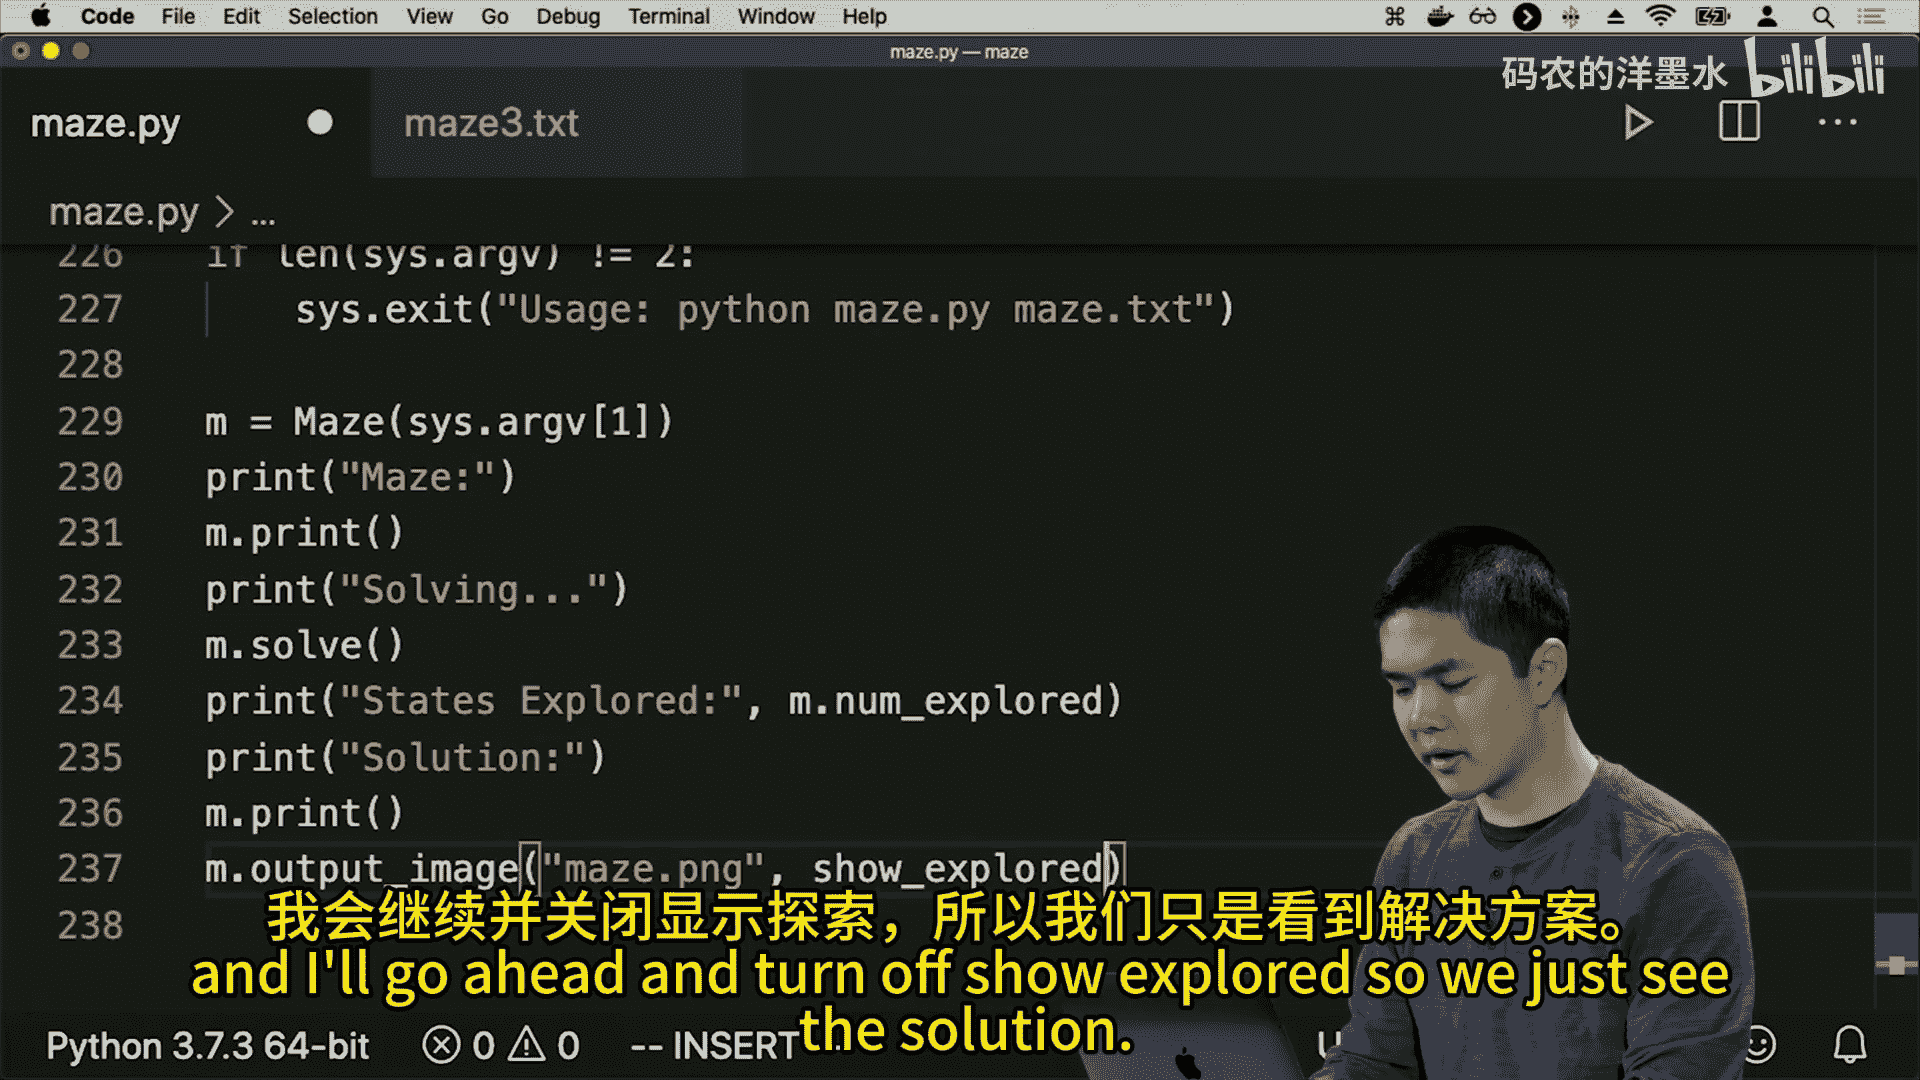 Code File Edit Selection View Go Debug Terminal Window Help
maze.py — maze
码农的洋墨水 bilibili
maze.py maze3.txt
maze.py > ...
226 if len(sys.argv) != 2:
227 sys.exit("Usage: python maze.py maze.txt")
228
229 m = Maze(sys.argv[1])
230 print("Maze:")
231 m.print()
232 print("Solving...")
233 m.solve()
234 print("States Explored:", m.num_explored)
235 print("Solution:")
236 m.print()
237 m.output_image("maze.png", show_explored)
238
我会继续并关闭显示探索，所以我们只是看到解决方案。
and I'll go ahead and turn off show explored so we just see
the solution.
Python 3.7.3 64-bit 0 0 -- INSERT